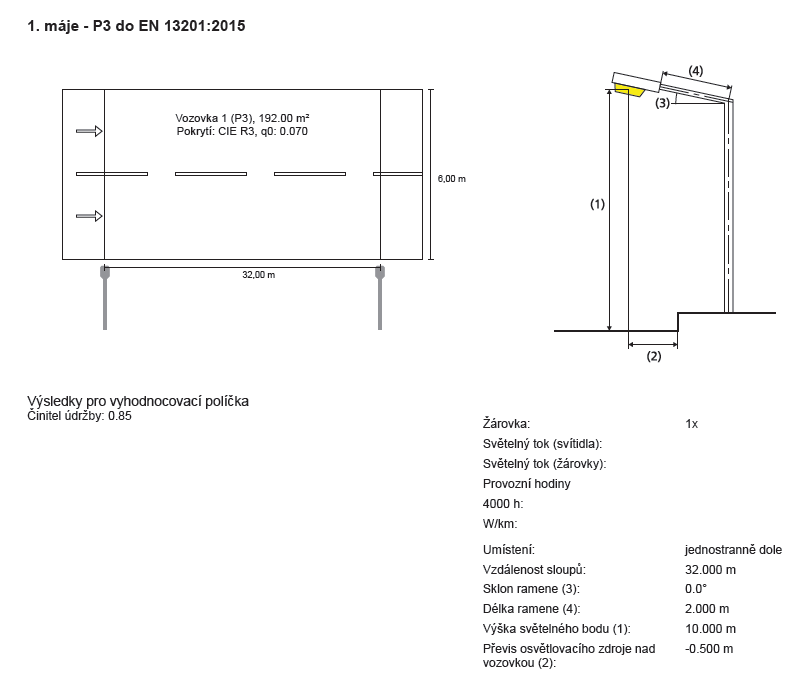 1. máje - P3 do EN 13201:2015
Vozovka 1 (P3), 192.00 m²
Pokrytí: CIE R3, q0: 0.070
6,00 m
32,00 m
(4)
(3)
(1)
(2)
Výsledky pro vyhodnocovací políčka
Činitel údržby: 0.85
Žárovka: 1x
Světelný tok (svítidla):
Světelný tok (žárovky):
Provozní hodiny
4000 h:
W/km:
Umístení: jednostranně dole
Vzdálenost sloupů: 32.000 m
Sklon ramene (3): 0.0°
Délka ramene (4): 2.000 m
Výška světelného bodu (1): 10.000 m
Převis osvětlovacího zdroje nad -0.500 m
vozovkou (2):